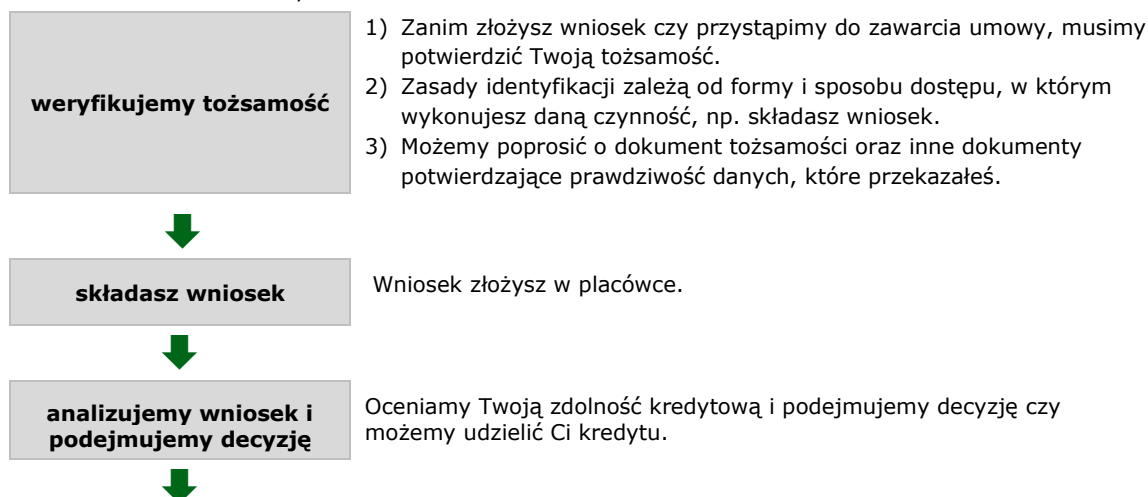 weryfikujemy tożsamość
1) Zanim złożysz wniosek czy przystąpimy do zawarcia umowy, musimy
potwierdzić Twoją tożsamość.
2) Zasady identyfikacji zależą od formy i sposobu dostępu, w którym
wykonujesz daną czynność, np. składasz wniosek.
3) Możemy poprosić o dokument tożsamości oraz inne dokumenty
potwierdzające prawdziwość danych, które przekazałeś.
składasz wniosek
Wniosek złożysz w placówce.
analizujemy wniosek i
podejmujemy decyzję
Oceniamy Twoją zdolność kredytową i podejmujemy decyzję czy
możemy udzielić Ci kredytu.